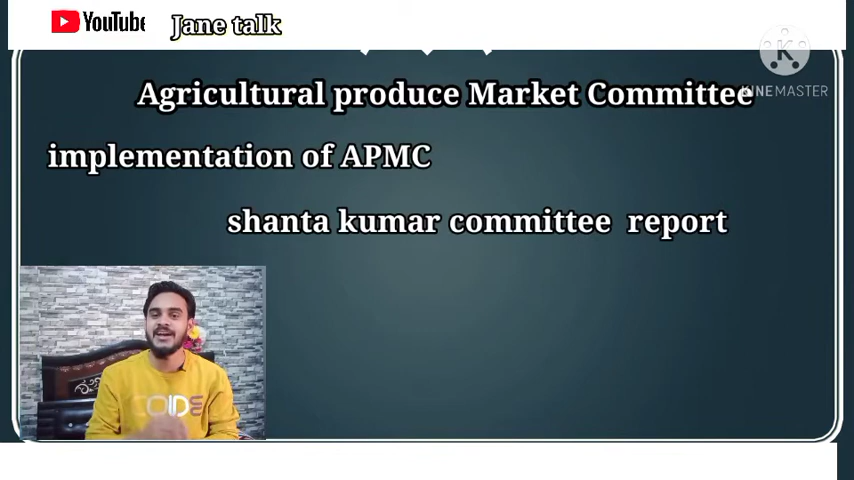 YouTube Jane talk
K
KINEMASTER
Agricultural produce Market Committee
implementation of APMC
shanta kumar committee report